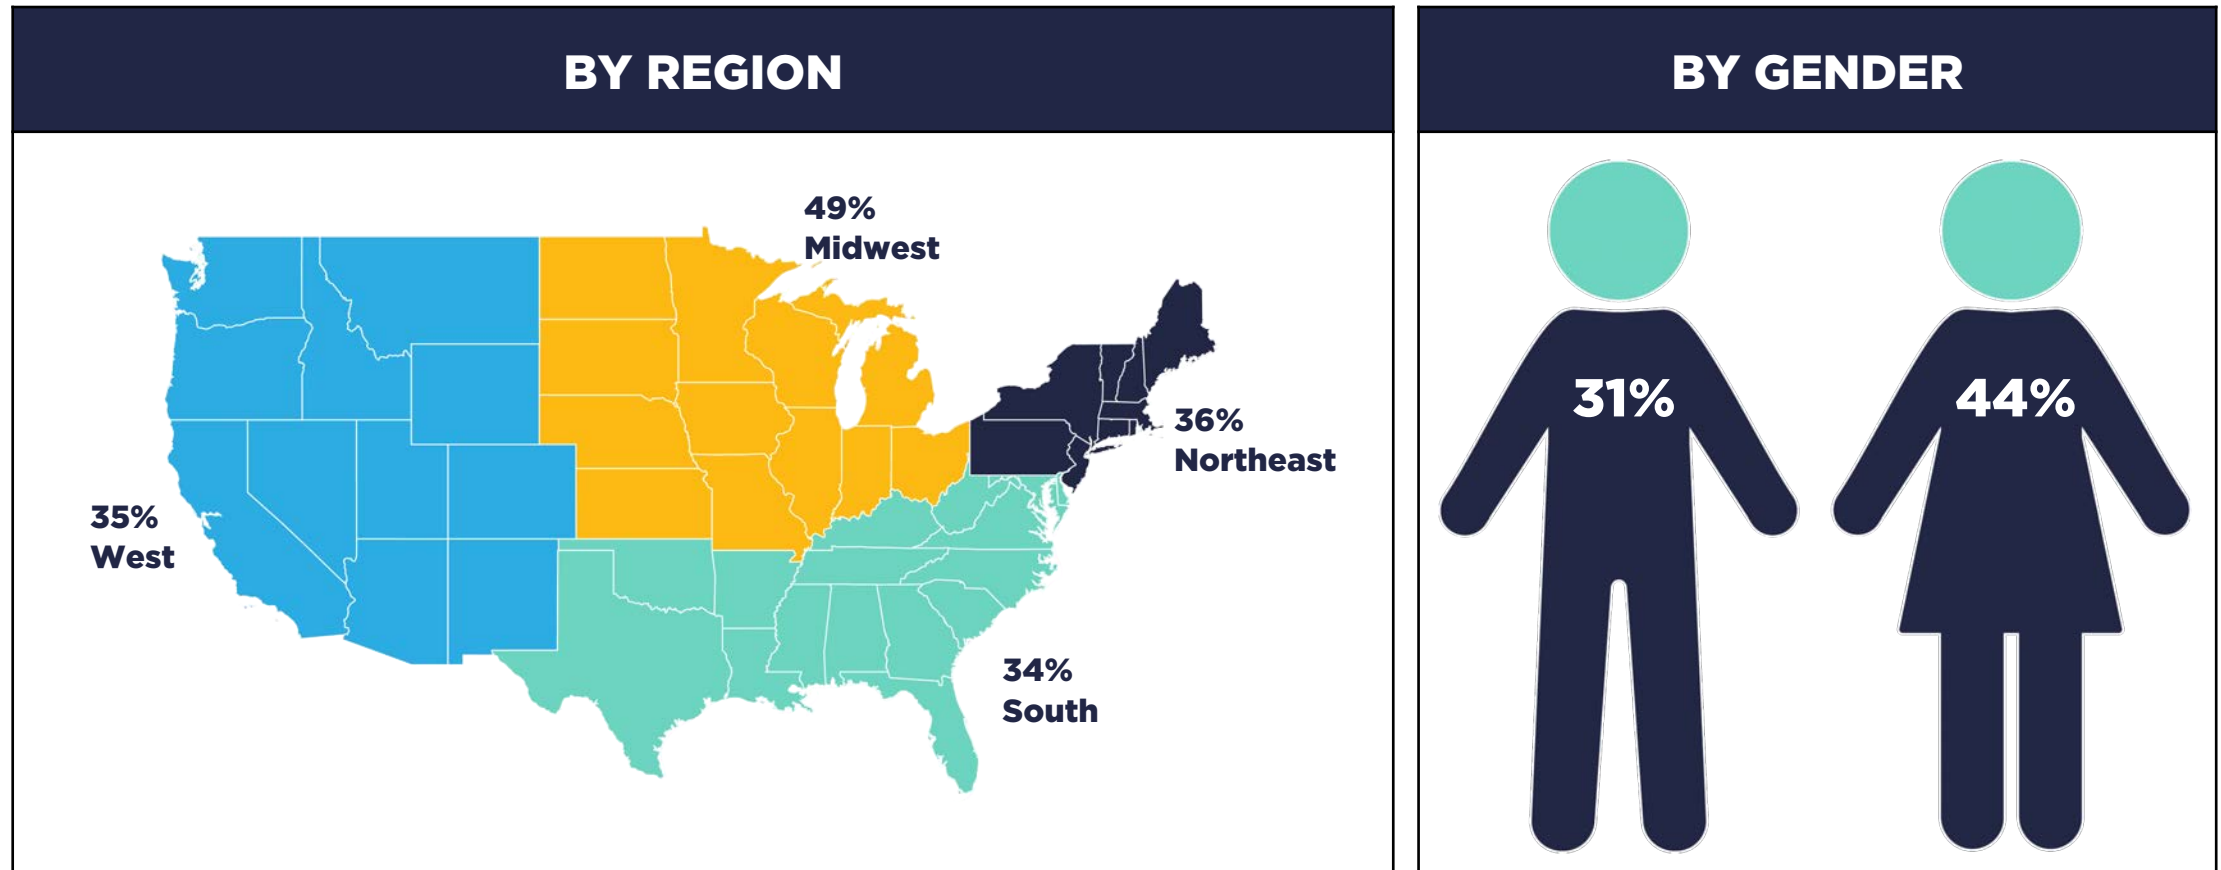 BY REGION
49%
Midwest
36%
Northeast
35%
West
34%
South
BY GENDER
31%
44%